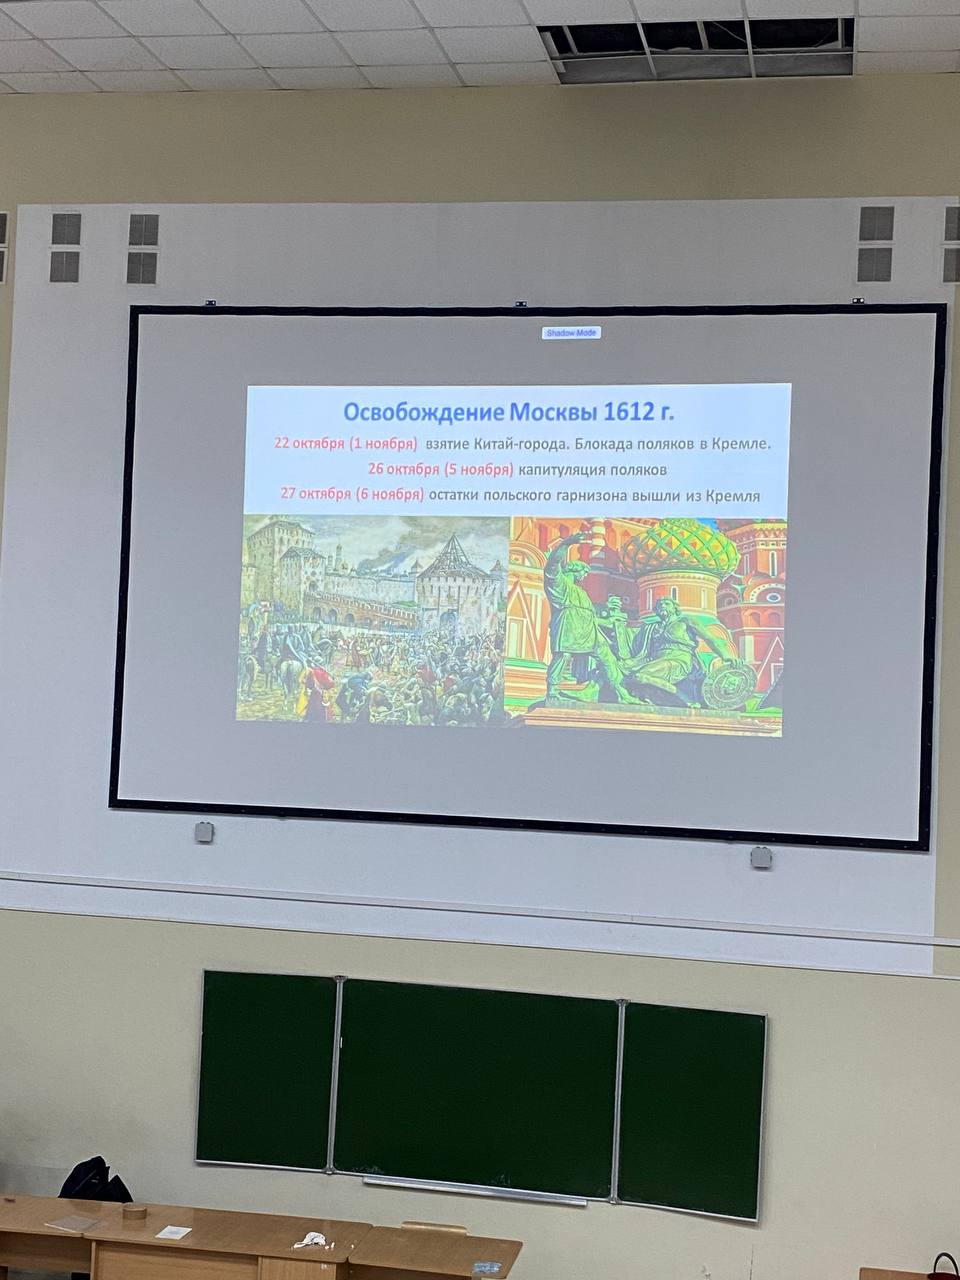 Shadow Mode
Освобождение Москвы 1612 г.
22 октября (1 ноября) взятие Китай-города. Блокада поляков в Кремле.
26 октября (5 ноября) капитуляция поляков
27 октября (6 ноября) остатки польского гарнизона вышли из Кремля